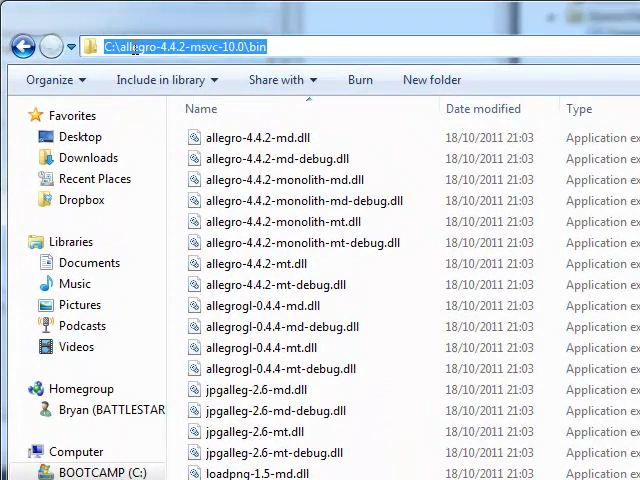 C:\allegro-4.4.2-msvc-10.0\bin
Organize Include in library Share with Burn New folder
Name Date modified Type
Favorites
Desktop
Downloads
Recent Places
Dropbox
Libraries
Documents
Music
Pictures
Podcasts
Videos
Homegroup
Bryan (BATTLESTAR
Computer
BOOTCAMP (C:)
allegro-4.4.2-md.dll 18/10/2011 21:03 Application ex
allegro-4.4.2-md-debug.dll 18/10/2011 21:03 Application ex
allegro-4.4.2-monolith-md.dll 18/10/2011 21:03 Application ex
allegro-4.4.2-monolith-md-debug.dll 18/10/2011 21:03 Application ex
allegro-4.4.2-monolith-mt.dll 18/10/2011 21:03 Application ex
allegro-4.4.2-monolith-mt-debug.dll 18/10/2011 21:03 Application ex
allegro-4.4.2-mt.dll 18/10/2011 21:03 Application ex
allegro-4.4.2-mt-debug.dll 18/10/2011 21:03 Application ex
allegrogl-0.4.4-md.dll 18/10/2011 21:03 Application ex
allegrogl-0.4.4-md-debug.dll 18/10/2011 21:03 Application ex
allegrogl-0.4.4-mt.dll 18/10/2011 21:03 Application ex
allegrogl-0.4.4-mt-debug.dll 18/10/2011 21:03 Application ex
jpgalleg-2.6-md.dll 18/10/2011 21:03 Application ex
jpgalleg-2.6-md-debug.dll 18/10/2011 21:03 Application ex
jpgalleg-2.6-mt.dll 18/10/2011 21:03 Application ex
jpgalleg-2.6-mt-debug.dll 18/10/2011 21:03 Application ex
loadpng-1.5-md.dll 18/10/2011 21:03 Application ex